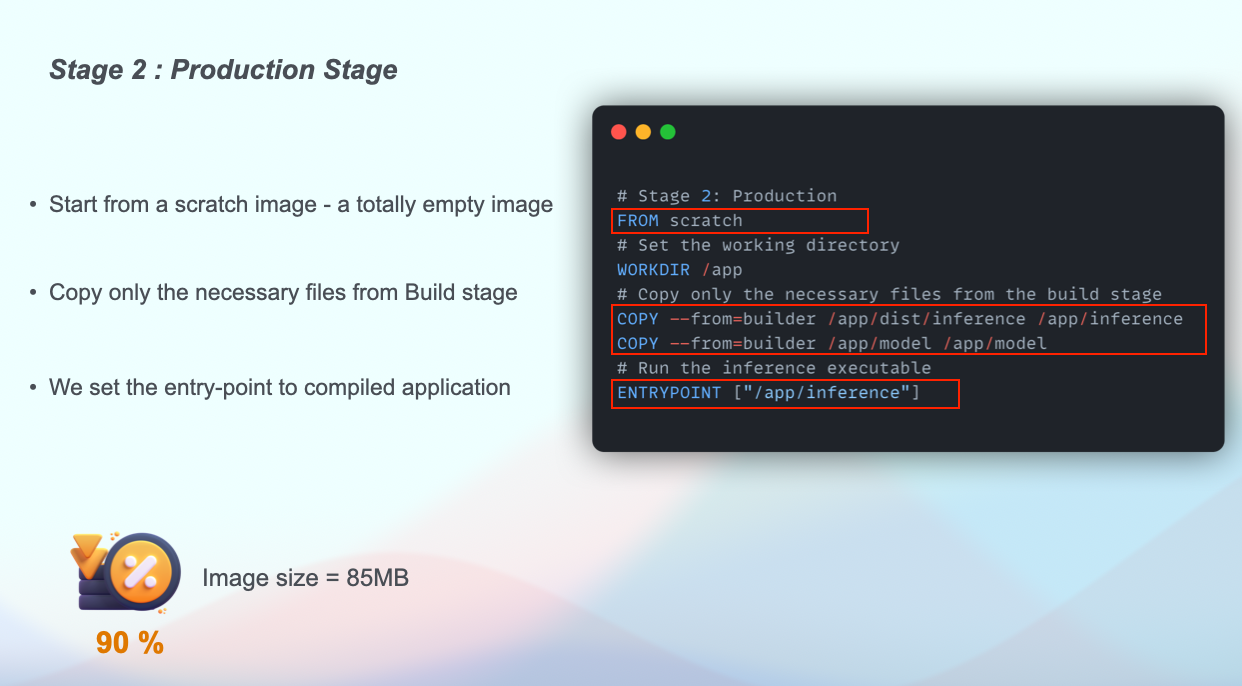 Stage 2 : Production Stage
• Start from a scratch image - a totally empty image
• Copy only the necessary files from Build stage
• We set the entry-point to compiled application
# Stage 2: Production
FROM scratch
# Set the working directory
WORKDIR /app
# Copy only the necessary files from the build stage
COPY --from=builder /app/dist/inference /app/inference
COPY --from=builder /app/model /app/model
# Run the inference executable
ENTRYPOINT ["/app/inference"]
%
Image size = 85MB
90 %